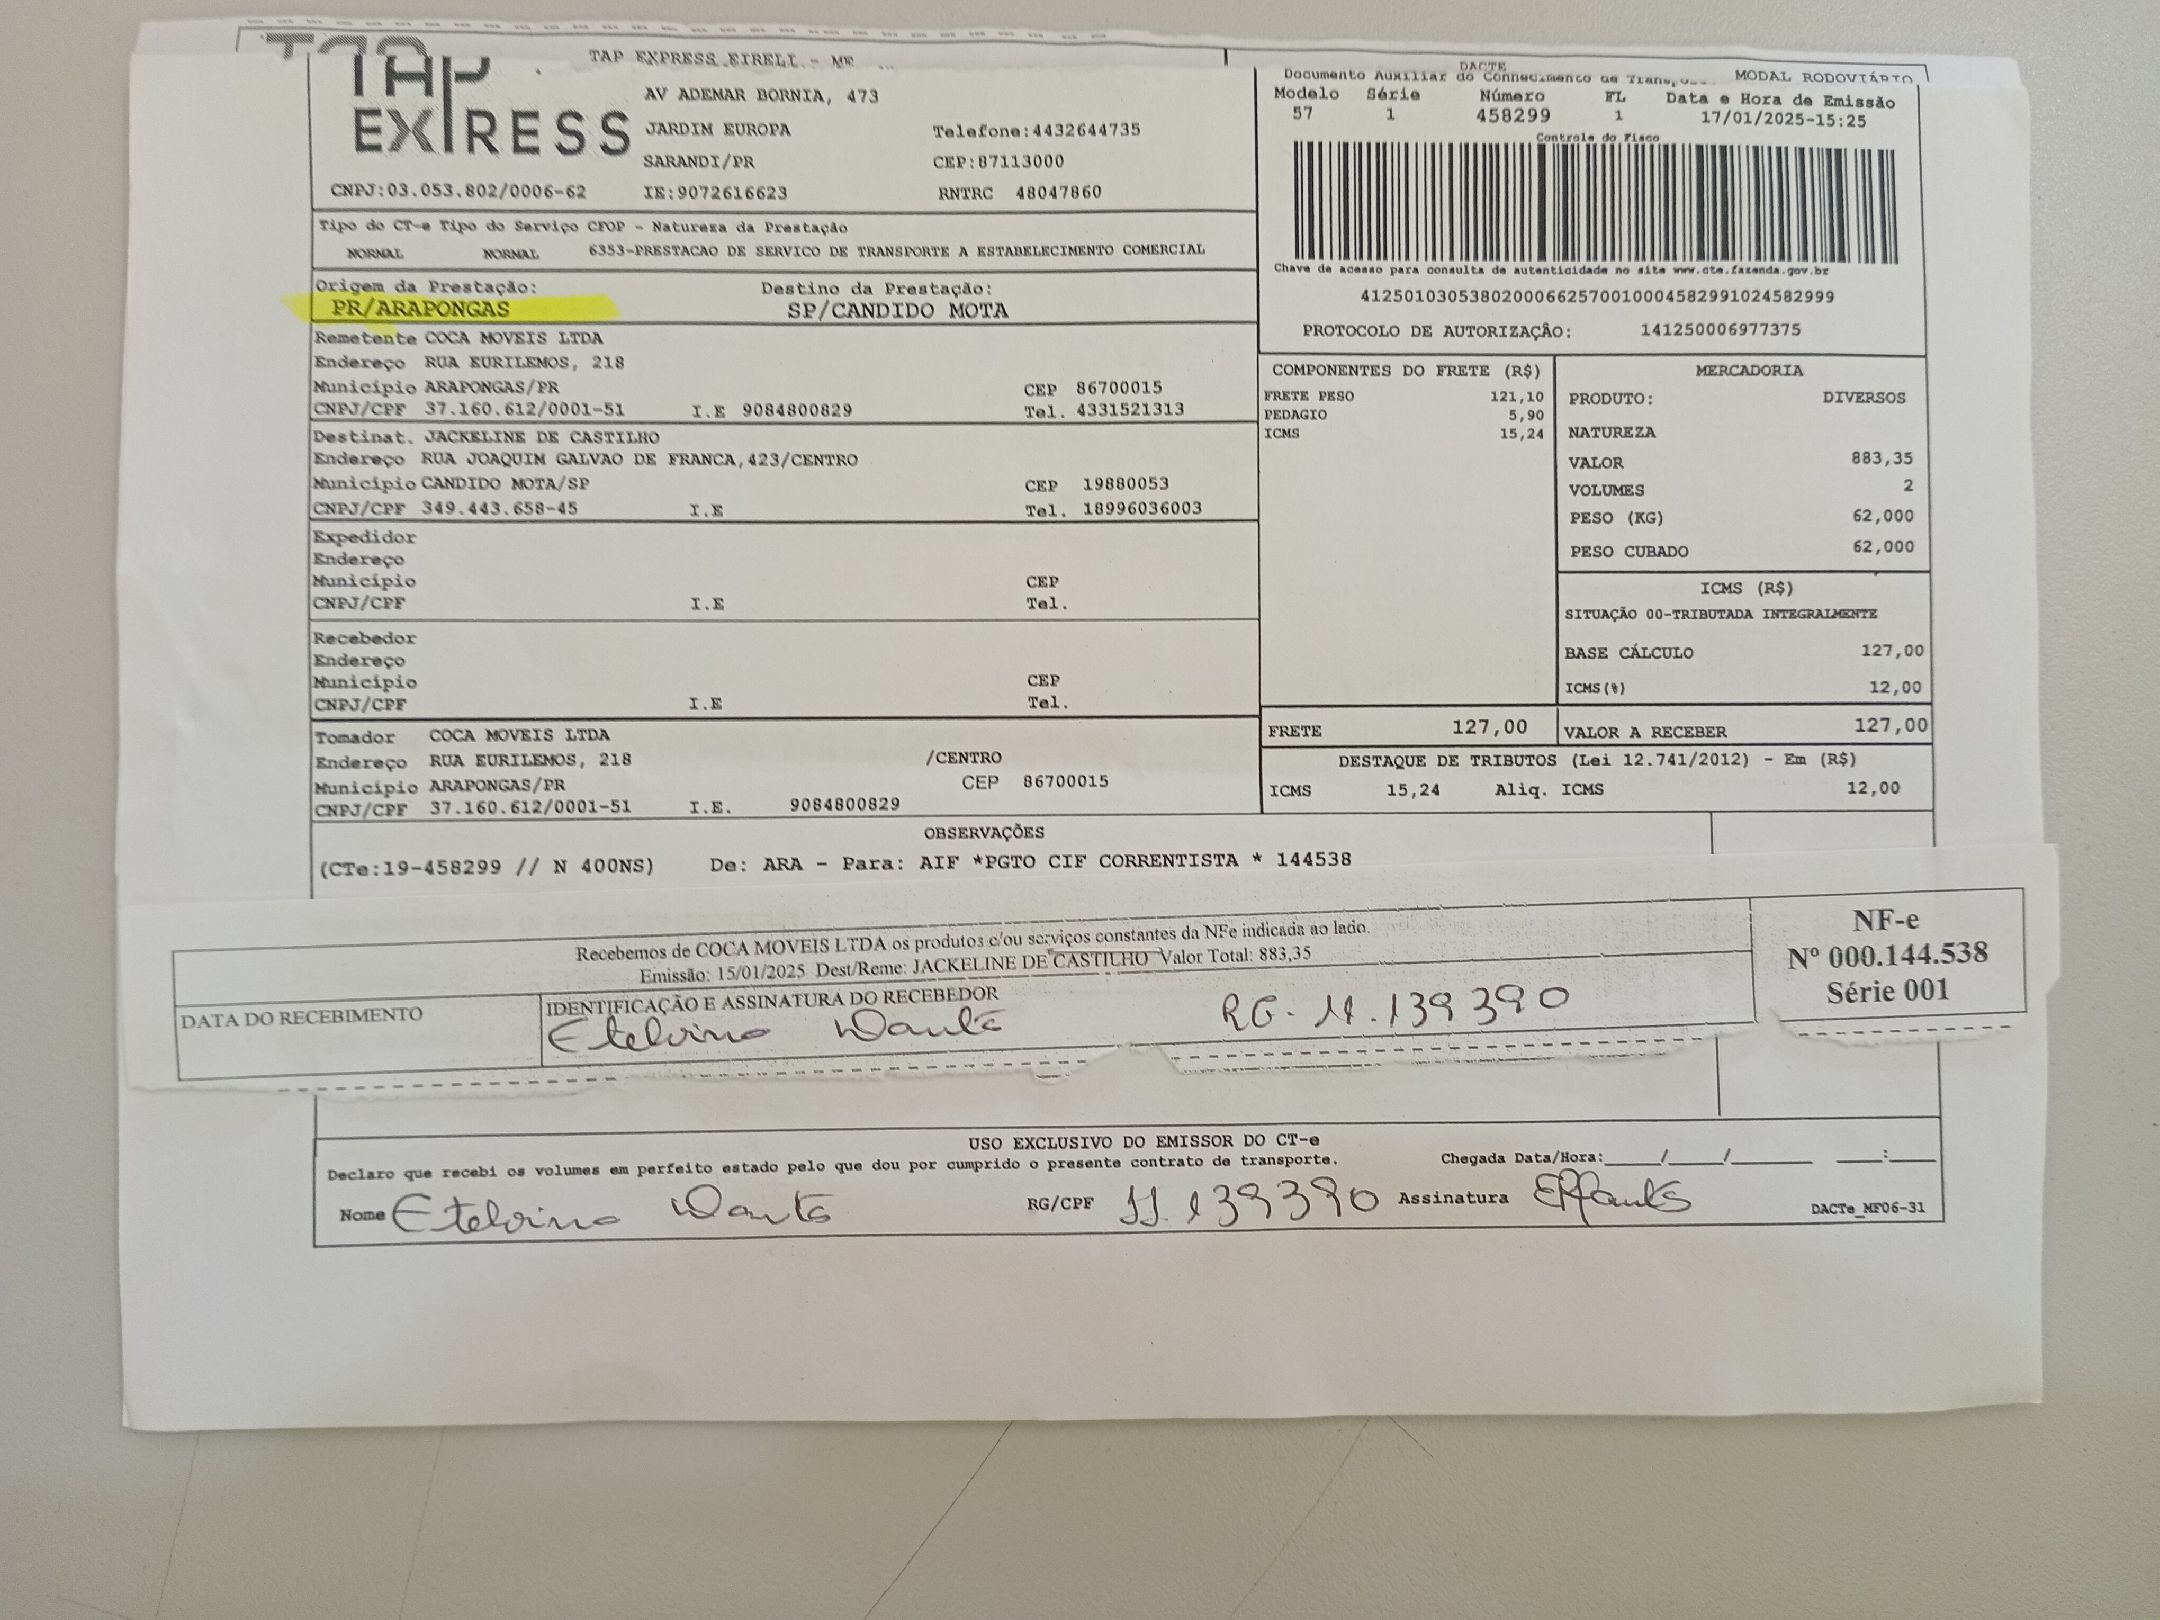 TAP EXPRESS
TAP EXPRESS EIRELI - ME
AV ADEMAR BORNIA, 473
JARDIM EUROPA Telefone:4432644735
SARANDI/PR CEP:87113000
CNPJ:03.053.802/0006-62 IE:9072616623 RNTRC 48047860
DACTE
Documento Auxiliar do Conhecimento de MODAL RODOVIÁRIO
Modelo Série Número FL Data e Hora de Emissão
57 1 458299 1 17/01/2025-15:25
Controle do Fisco
Chave de acesso para consulta de autenticidade no site www.cte.fazenda.gov.br
41250103053802000662570010004582991024582999
PROTOCOLO DE AUTORIZAÇÂO: 141250006977375
Tipo do CT-e Tipo do Serviço CFOP - Natureza da Prestação
NORMAL NORMAL 6353-PRESTACAO DE SERVICO DE TRANSPORTE A ESTABELECIMENTO COMERCIAL
Origem da Prestação: Destino da Prestação:
PR/ARAPONGAS SP/CANDIDO MOTA
Remetente COCA MOVEIS LTDA
Endereço RUA EURILEMOS, 218
Município ARAPONGAS/PR CEP 86700015
CNPJ/CPF 37.160.612/0001-51 I.E 9084800829 Tel. 4331521313
Destinat. JACKELINE DE CASTILHO
Endereço RUA JOAQUIM GALVAO DE FRANCA,423/CENTRO
Município CANDIDO MOTA/SP CEP 19880053
CNPJ/CPF 349.443.658-45 I.E Tel. 18996036003
Expedidor
Endereço
Município CEP
CNPJ/CPF I.E Tel.
Recebedor
Endereço
Município CEP
CNPJ/CPF I.E Tel.
Tomador COCA MOVEIS LTDA
Endereço RUA EURILEMOS, 218 /CENTRO
Município ARAPONGAS/PR CEP 86700015
CNPJ/CPF 37.160.612/0001-51 I.E. 9084800829
COMPONENTES DO FRETE (R$)
FRETE PESO 121,10
PEDAGIO 5,90
ICMS 15,24
MERCADORIA
PRODUTO: DIVERSOS
NATUREZA
VALOR 883,35
VOLUMES 2
PESO (KG) 62,000
PESO CUBADO 62,000
ICMS (R$)
SITUAÇÃO 00-TRIBUTADA INTEGRALMENTE
BASE CÁLCULO 127,00
ICMS(%) 12,00
FRETE 127,00 VALOR A RECEBER 127,00
DESTAQUE DE TRIBUTOS (Lei 12.741/2012) - Em (R$)
ICMS 15,24 Aliq. ICMS 12,00
OBSERVAÇÕES
(CTe:19-458299 // N 400NS) De: ARA - Para: AIF *PGTO CIF CORRENTISTA * 144538
Recebemos de COCA MOVEIS LTDA os produtos e/ou serviços constantes da NFe indicada ao lado.
Emissão: 15/01/2025 Dest/Reme: JACKELINE DE CASTILHO Valor Total: 883,35
DATA DO RECEBIMENTO IDENTIFICAÇÃO E ASSINATURA DO RECEBEDOR
Etelvino RG- 11.139390
NF-e
Nº 000.144.538
Série 001
USO EXCLUSIVO DO EMISSOR DO CT-e
Declaro que recebi os volumes em perfeito estado pelo que dou por cumprido o presente contrato de transporte. Chegada Data/Hora:____/____/______ ___:____
Nome Etelvino RG/CPF 11.139390 Assinatura DACTe_MF06-31